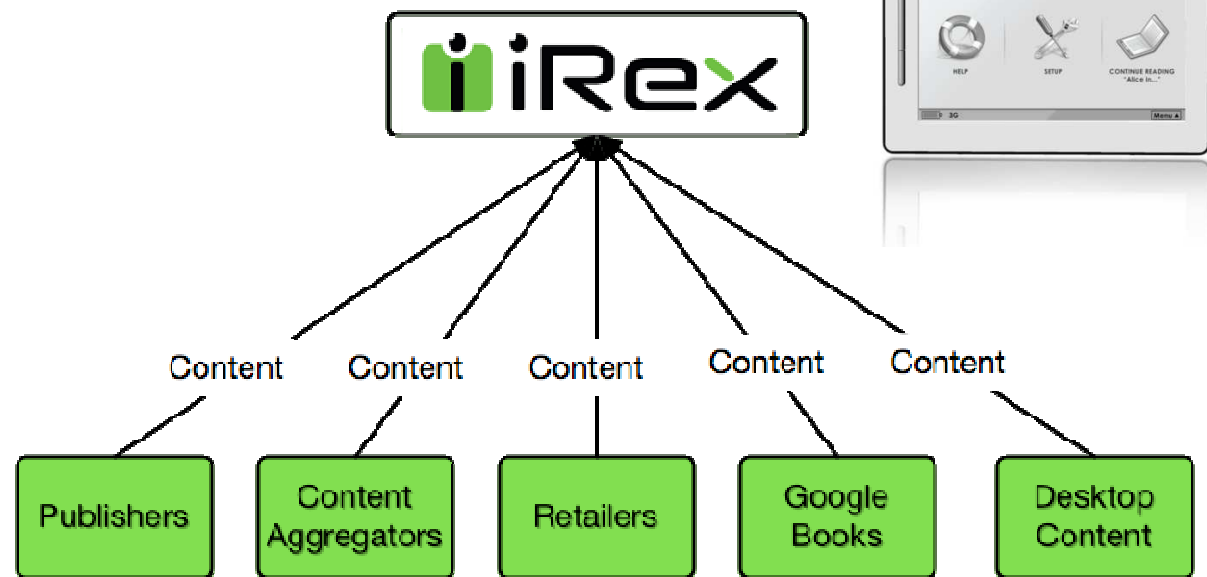 iRex
HELP
SETUP
CONTINUE READING
"Alice in..."
3G
Menu ▲
Content
Content
Content
Content
Content
Publishers
Content
Aggregators
Retailers
Google
Books
Desktop
Content